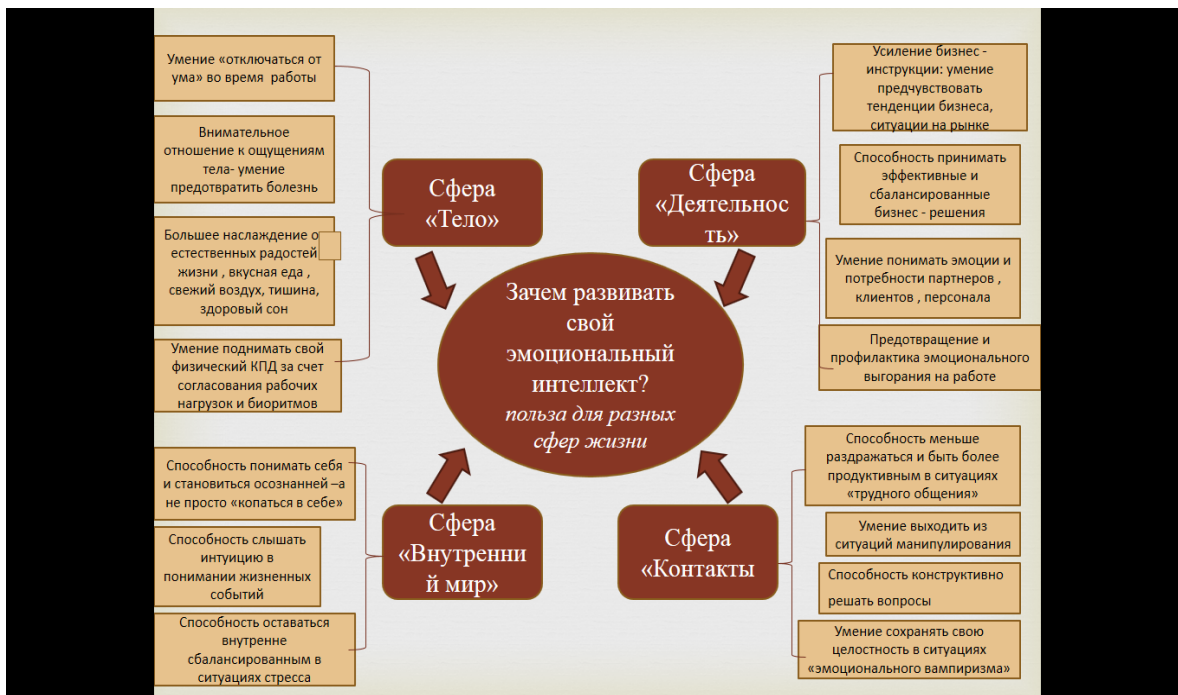 Умение «отключаться от
ума» во время работы
Внимательное
отношение к ощущениям
тела- умение
предотвратить болезнь
Большее наслаждение о
естественных радостей
жизни , вкусная еда ,
свежий воздух, тишина,
здоровый сон
Умение поднимать свой
физический КПД за счет
согласования рабочих
нагрузок и биоритмов
Сфера
«Тело»
Сфера
«Деятельнос
ть»
Усиление бизнес -
инструкции: умение
предчувствовать
тенденции бизнеса,
ситуации на рынке
Способность принимать
эффективные и
сбалансированные
бизнес - решения
Умение понимать эмоции и
потребности партнеров ,
клиентов , персонала
Предотвращение и
профилактика эмоционального
выгорания на работе
Зачем развивать
свой
эмоциональный
интеллект?
польза для разных
сфер жизни
Способность понимать себя
и становиться осознанней –а
не просто «копаться в себе»
Способность слышать
интуицию в
понимании жизненных
событий
Способность оставаться
внутренне
сбалансированным в
ситуациях стресса
Сфера
«Внутренни
й мир»
Сфера
«Контакты
Способность меньше
раздражаться и быть более
продуктивным в ситуациях
«трудного общения»
Умение выходить из
ситуаций манипулирования
Способность конструктивно
решать вопросы
Умение сохранять свою
целостность в ситуациях
«эмоционального вампиризма»